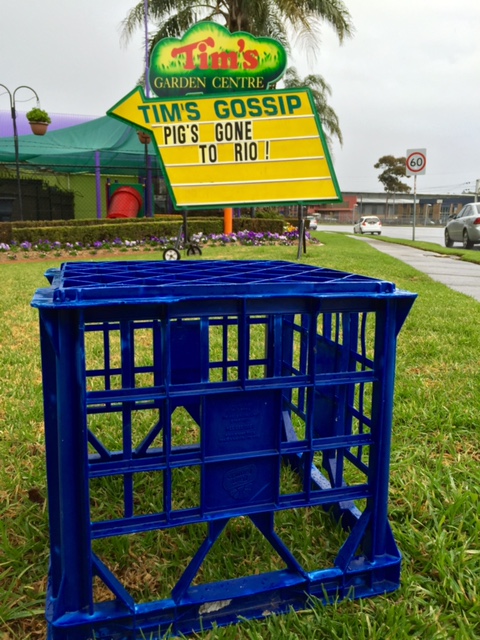 Tim's
GARDEN CENTRE
TIM'S GOSSIP
PIG'S GONE
TO RIO!
60